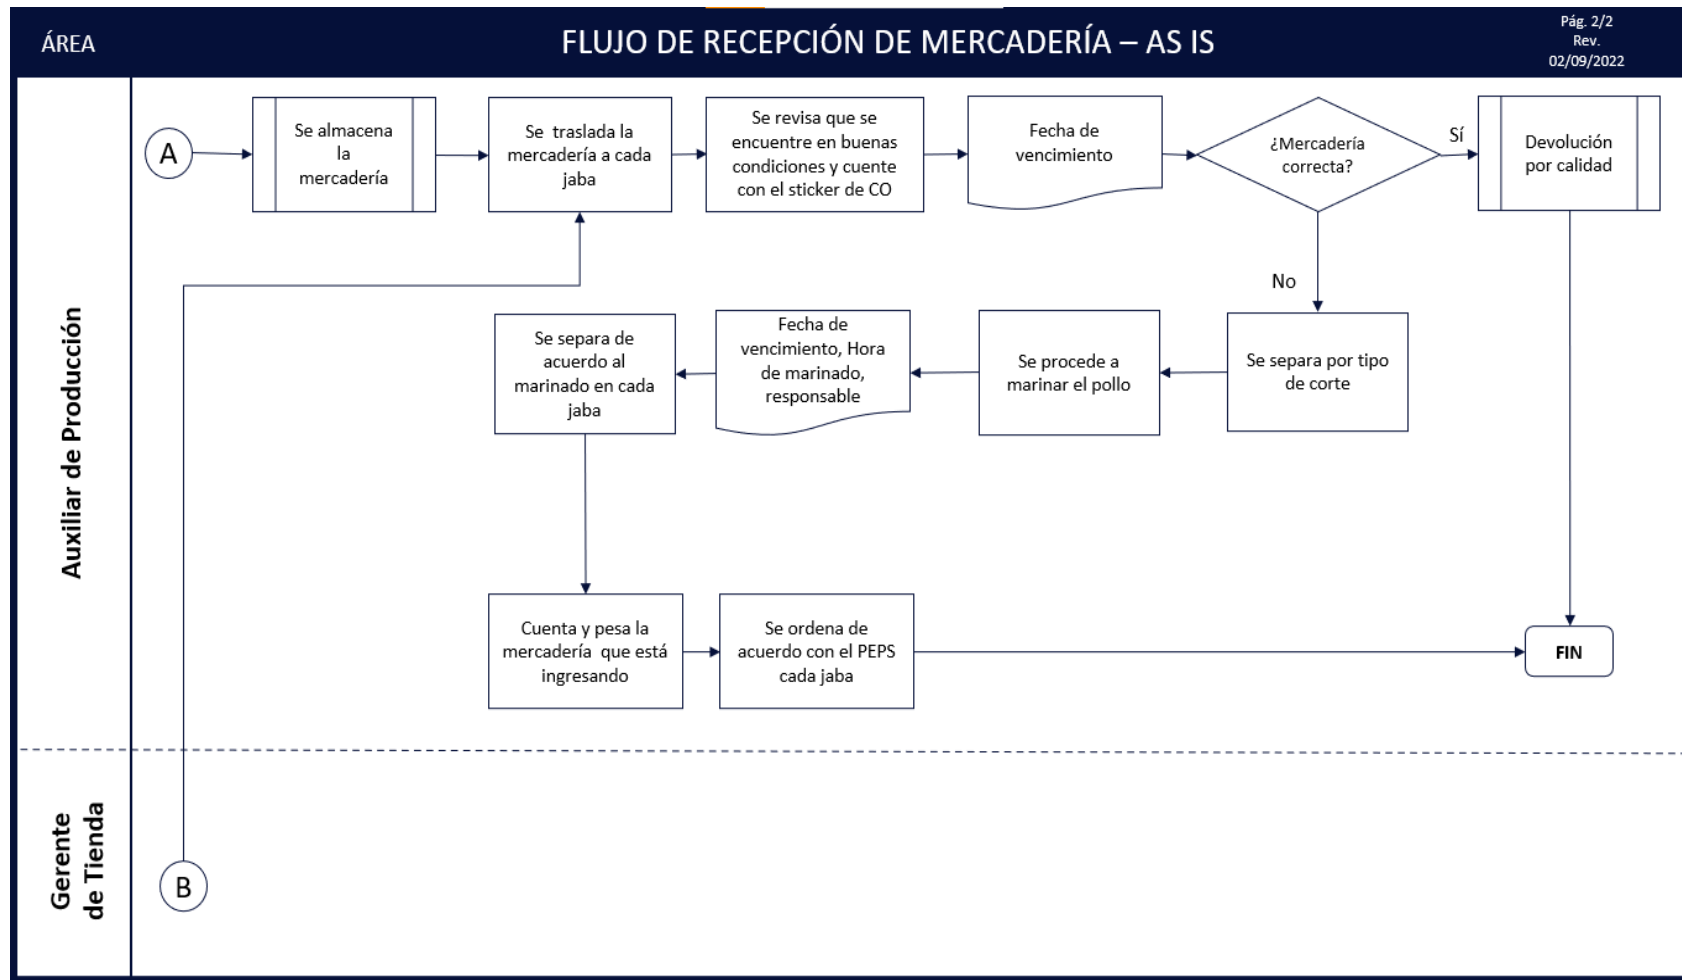 ÁREA
FLUJO DE RECEPCIÓN DE MERCADERÍA – AS IS
Pág. 2/2
Rev.
02/09/2022
Auxiliar de Producción
A
Se almacena
la
mercadería
Se traslada la
mercadería a cada
jaba
Se revisa que se
encuentre en buenas
condiciones y cuente
con el sticker de CO
Fecha de
vencimiento
¿Mercadería
correcta?
Sí
Devolución
por calidad
No
Se separa por tipo
de corte
Se procede a
marinar el pollo
Fecha de
vencimiento, Hora
de marinado,
responsable
Se separa de
acuerdo al
marinado en cada
jaba
Cuenta y pesa la
mercadería que está
ingresando
Se ordena de
acuerdo con el PEPS
cada jaba
FIN
Gerente
de Tienda
B